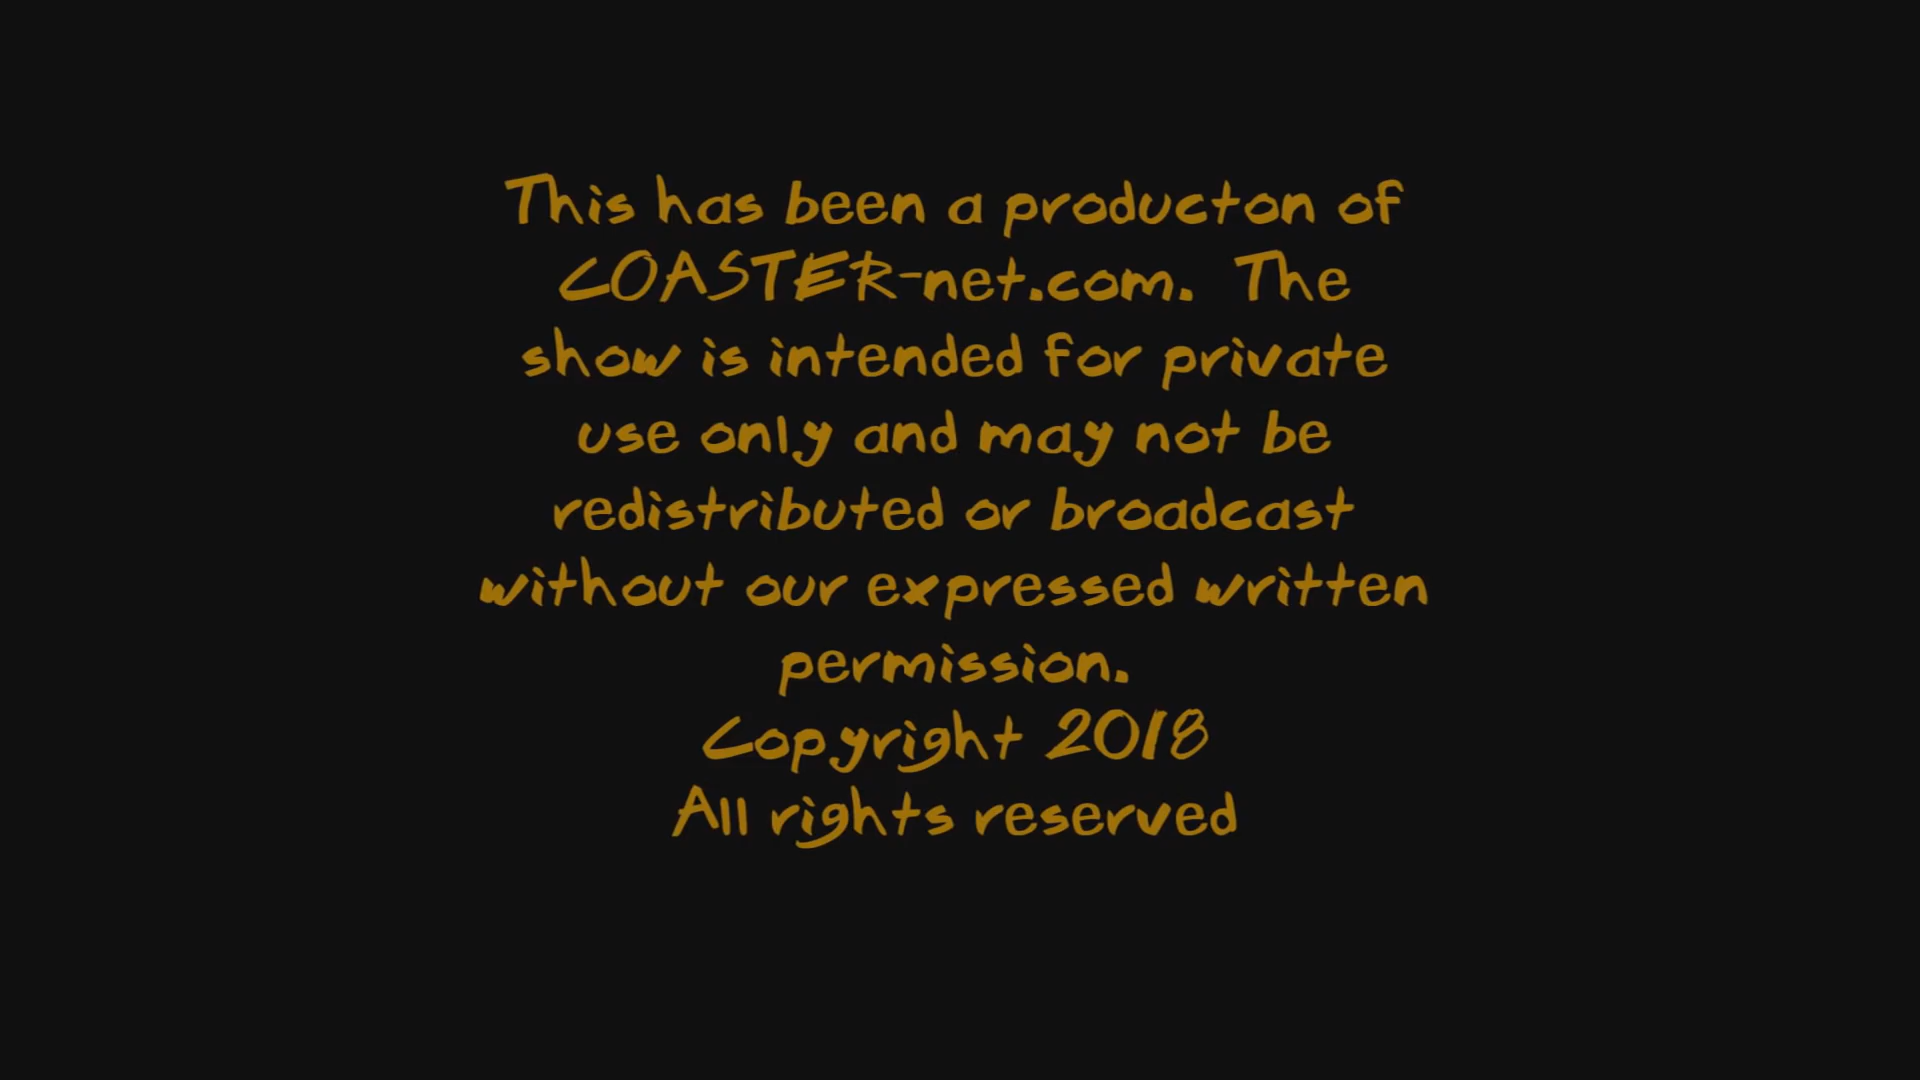 This has been a producton of
COASTER-net.com. The
show is intended for private
use only and may not be
redistributed or broadcast
without our expressed written
permission.
Copyright 2018
All rights reserved